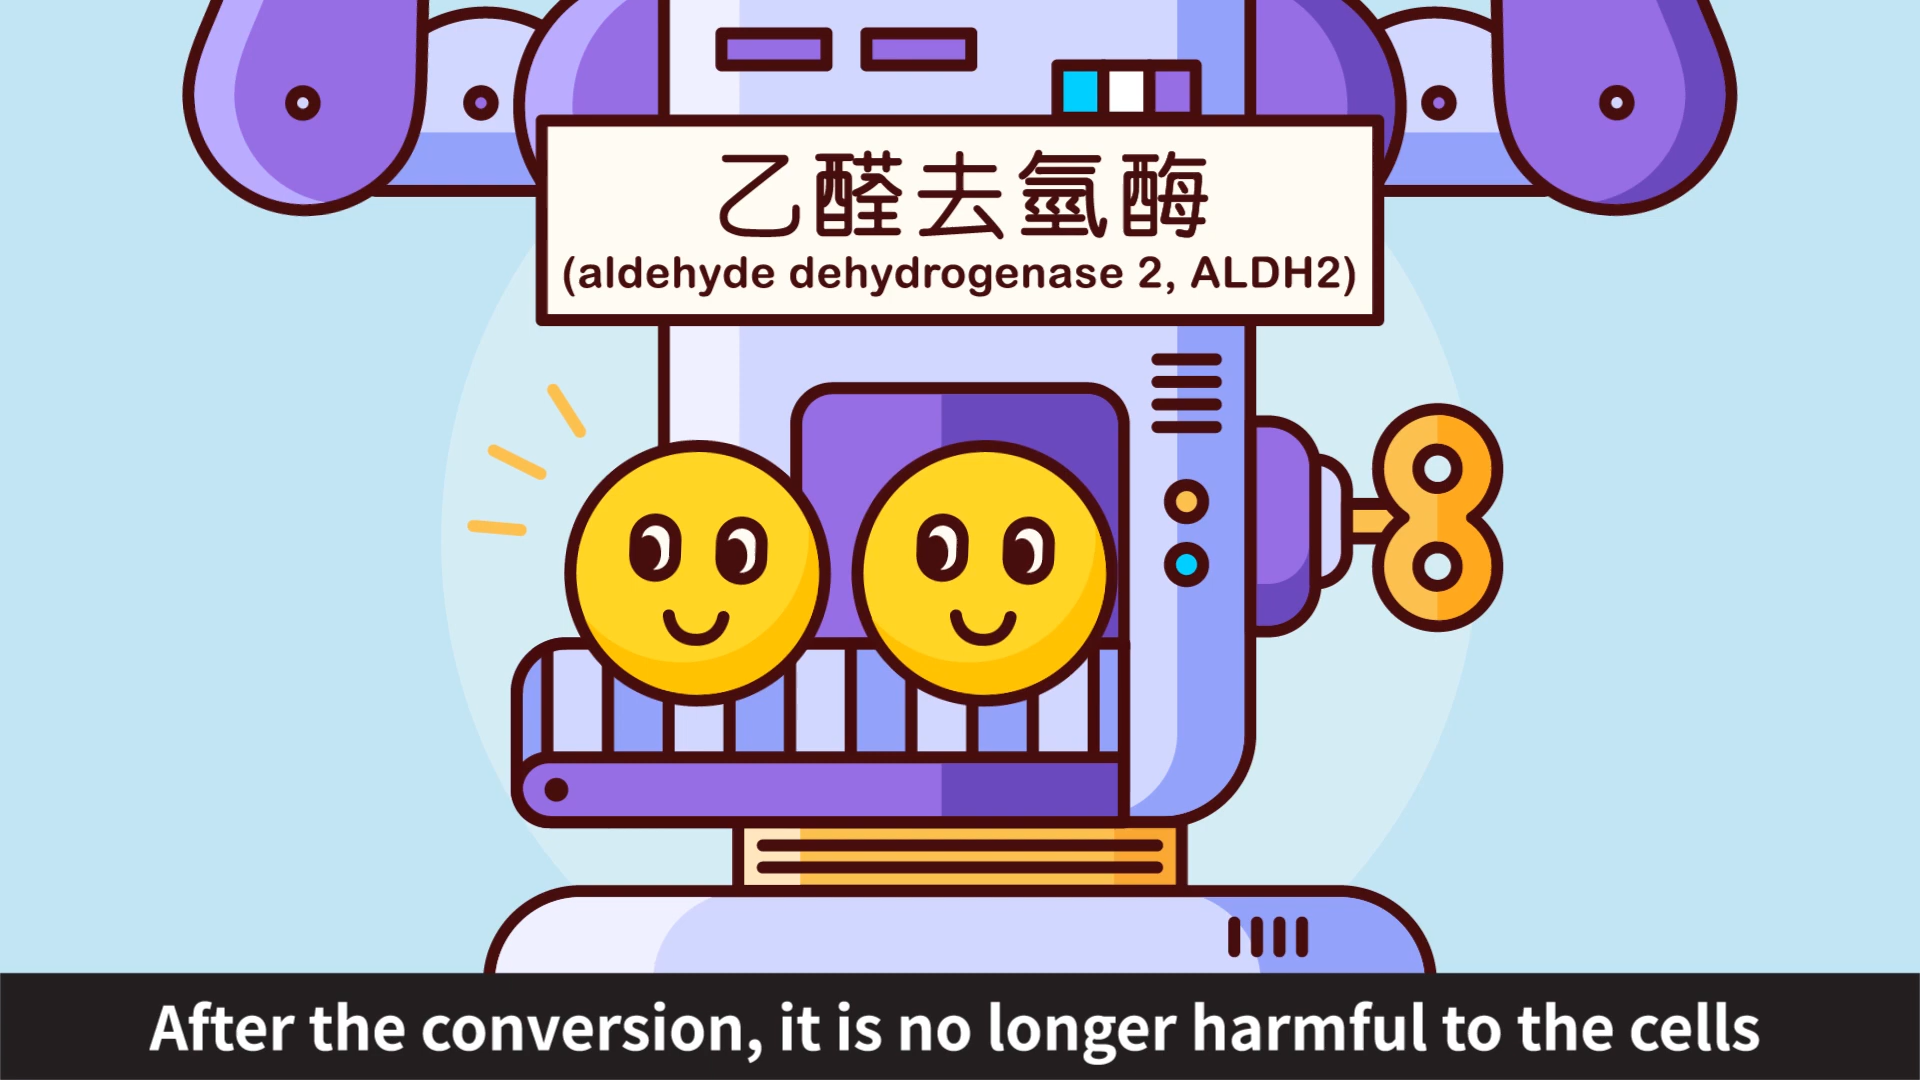 乙醛去氫酶
(aldehyde dehydrogenase 2, ALDH2)
After the conversion, it is no longer harmful to the cells